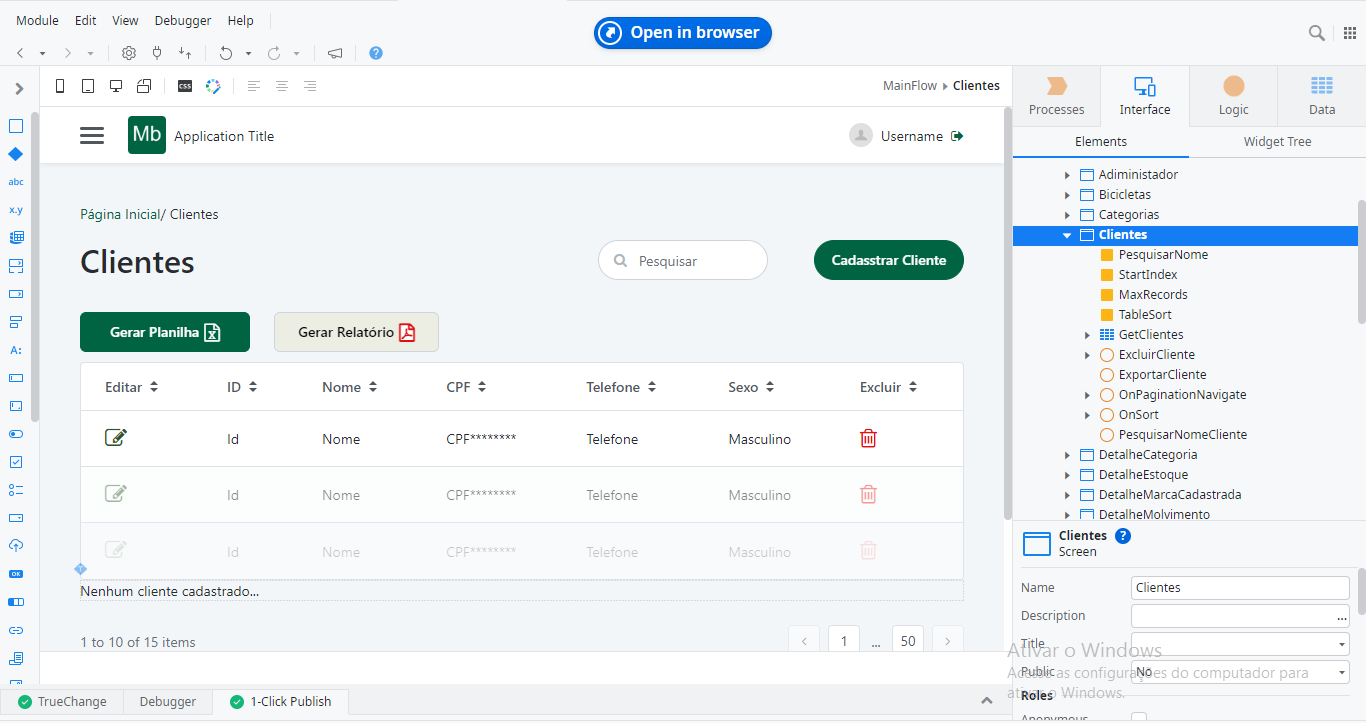 Module Edit View Debugger Help
Open in browser
css
MainFlow Clientes
Processes Interface Logic Data
Elements Widget Tree
Mb Application Title
Username
abc
x.y
A:
OK
Página Inicial/ Clientes
Clientes
Pesquisar
Cadasstrar Cliente
Gerar Planilha
Gerar Relatório
Editar ID Nome CPF Telefone Sexo Excluir
Id Nome CPF******** Telefone Masculino
Id Nome CPF******** Telefone Masculino
Id Nome CPF******** Telefone Masculino
Nenhum cliente cadastrado...
1 to 10 of 15 items
< 1 ... 50 >
Adiministador
Bicicletas
Categorias
Clientes
PesquisarNome
StartIndex
MaxRecords
TableSort
GetClientes
ExcluirCliente
ExportarCliente
OnPaginationNavigate
OnSort
PesquisarNomeCliente
DetalheCategoria
DetalheEstoque
DetalheMarcaCadastrada
DetalheMolvimento
Clientes ?
Screen
Name Clientes
Description ...
Title
Public No
Roles
Anonymous
Ativar o Windows
Acesse as configurações do computador para
ativar o Windows.
TrueChange Debugger 1-Click Publish